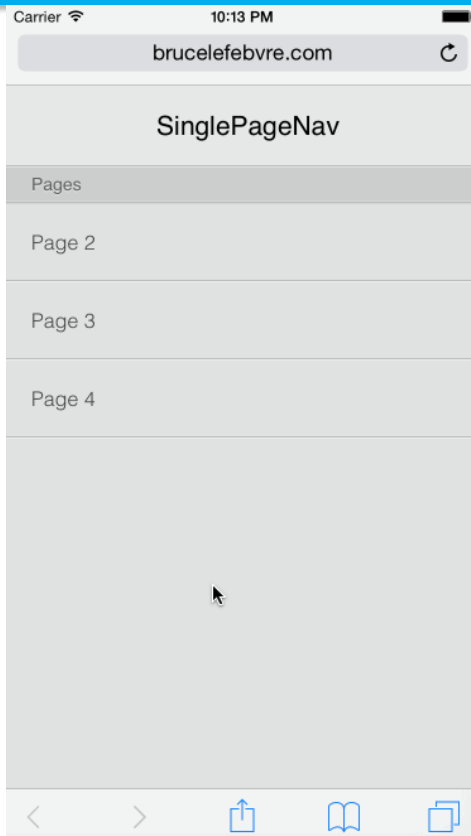 Carrier 10:13 PM
brucelefebvre.com
SinglePageNav
Pages
Page 2
Page 3
Page 4